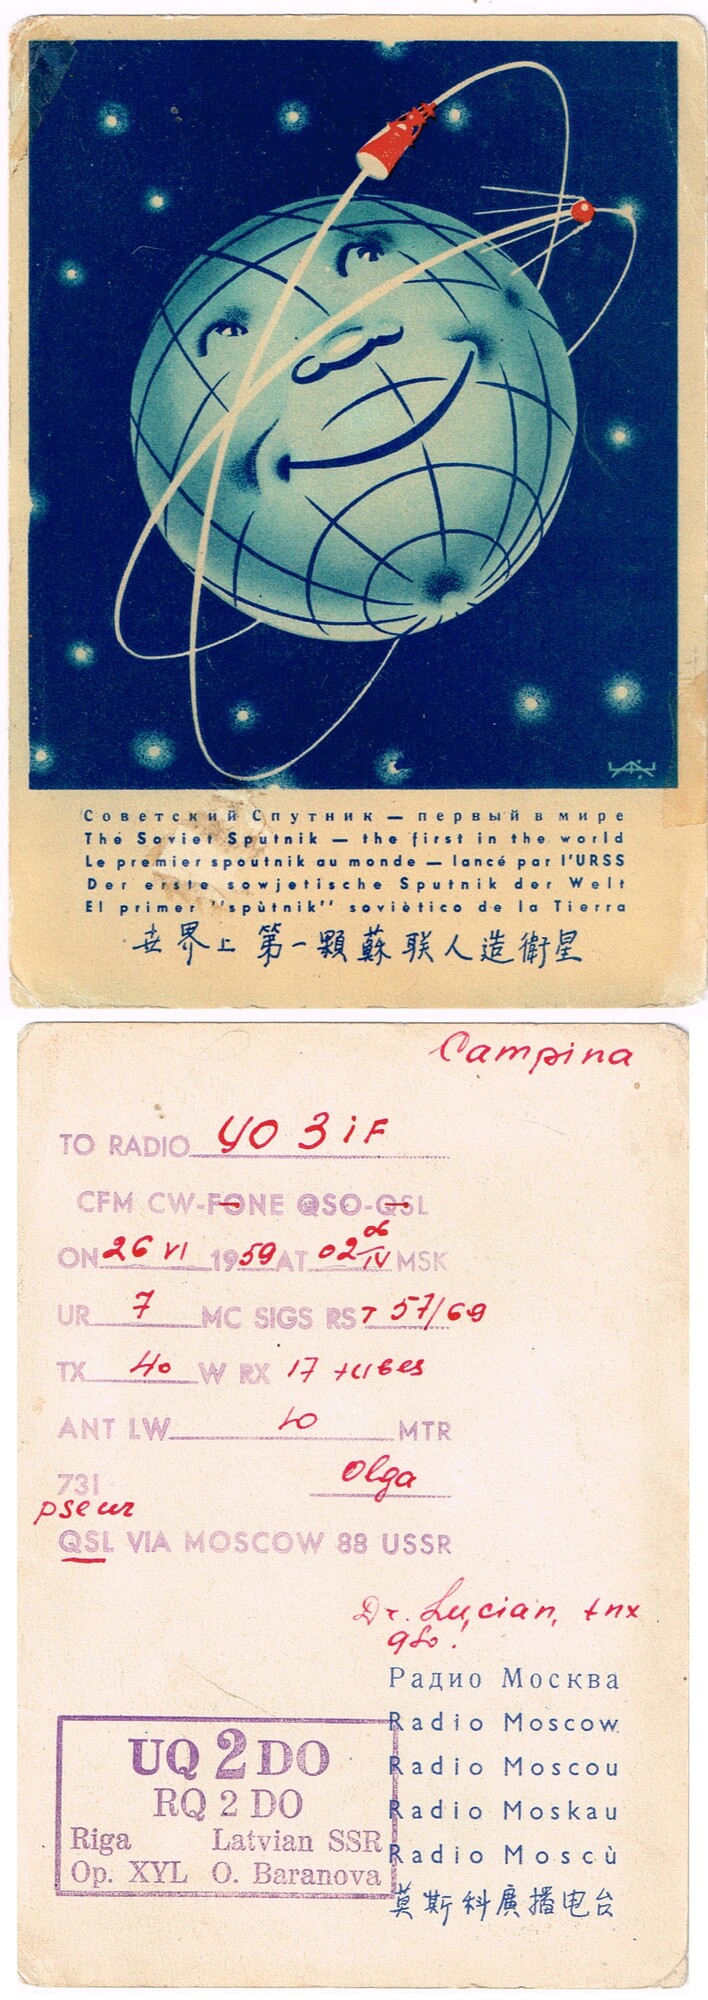 Советский Спутник — первый в мире
The Soviet Sputnik — the first in the world
Le premier spoutnik au monde — lancé par l'URSS
Der erste sowjetische Sputnik der Welt
El primer "spùtnik" soviètico de la Tierra
世界上第一顆蘇联人造衛星
Campina
TO RADIO YO 3 iF
CFM CW-FONE QSO-QSL
ON 26 VI 1959 AT 02 MSK
UR 7 MC SIGS RST 57/69
TX 40 W RX 17 tubes
ANT LW 40 MTR
73! Olga
pse ur
QSL VIA MOSCOW 88 USSR
Dr. Lucian, tnx
qso.
Радио Москва
Radio Moscow
Radio Moscou
Radio Moskau
Radio Moscù
莫斯科廣播电台
UQ 2 DO
RQ 2 DO
Riga Latvian SSR
Op. XYL O. Baranova